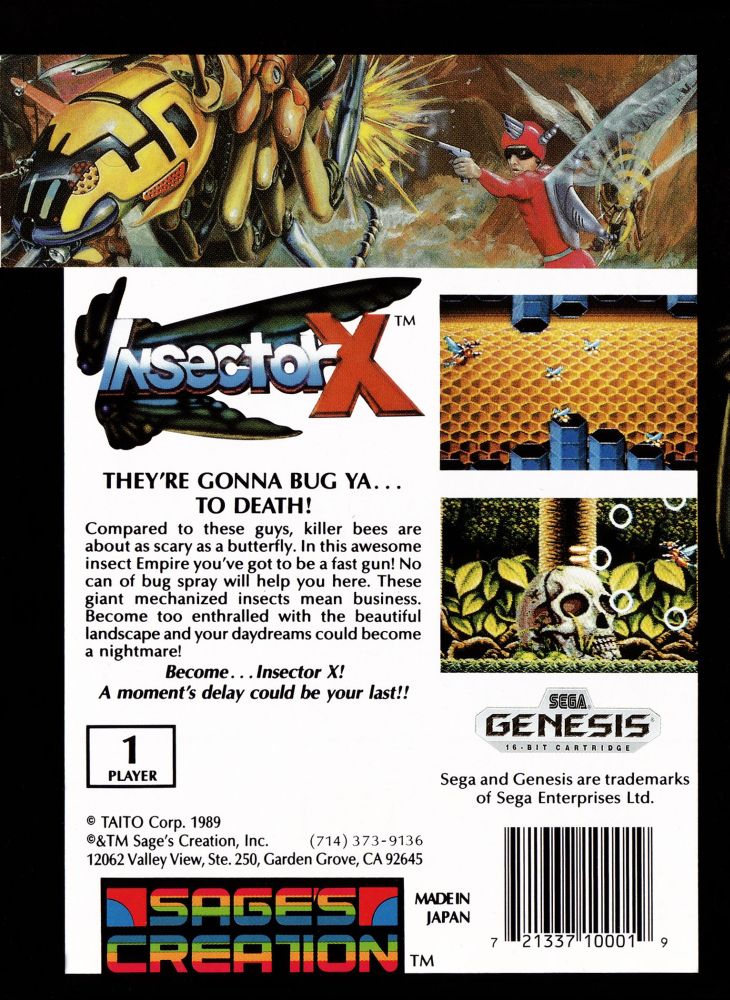 INSECTOR X TM
THEY'RE GONNA BUG YA...
TO DEATH!
Compared to these guys, killer bees are
about as scary as a butterfly. In this awesome
insect Empire you've got to be a fast gun! No
can of bug spray will help you here. These
giant mechanized insects mean business.
Become too enthralled with the beautiful
landscape and your daydreams could become
a nightmare!
Become...Insector X!
A moment's delay could be your last!!
1
PLAYER
© TAITO Corp. 1989
©&TM Sage's Creation, Inc. (714) 373-9136
12062 Valley View, Ste. 250, Garden Grove, CA 92645
SAGE'S
CREATION TM
MADE IN
JAPAN
SEGA
GENESIS
16-BIT CARTRIDGE
Sega and Genesis are trademarks
of Sega Enterprises Ltd.
7 21337 10001 9